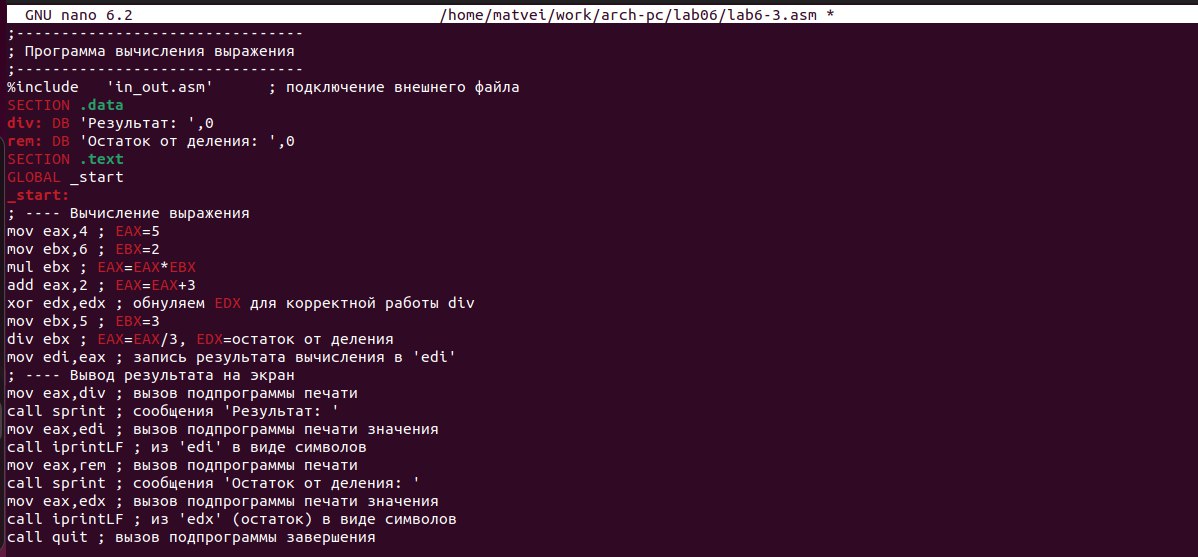 GNU nano 6.2 /home/matvei/work/arch-pc/lab06/lab6-3.asm *
;--------------------------------
; Программа вычисления выражения
;--------------------------------
%include 'in_out.asm' ; подключение внешнего файла
SECTION .data
div: DB 'Результат: ',0
rem: DB 'Остаток от деления: ',0
SECTION .text
GLOBAL _start
_start:
; ---- Вычисление выражения
mov eax,4 ; EAX=5
mov ebx,6 ; EBX=2
mul ebx ; EAX=EAX*EBX
add eax,2 ; EAX=EAX+3
xor edx,edx ; обнуляем EDX для корректной работы div
mov ebx,5 ; EBX=3
div ebx ; EAX=EAX/3, EDX=остаток от деления
mov edi,eax ; запись результата вычисления в 'edi'
; ---- Вывод результата на экран
mov eax,div ; вызов подпрограммы печати
call sprint ; сообщения 'Результат: '
mov eax,edi ; вызов подпрограммы печати значения
call iprintLF ; из 'edi' в виде символов
mov eax,rem ; вызов подпрограммы печати
call sprint ; сообщения 'Остаток от деления: '
mov eax,edx ; вызов подпрограммы печати значения
call iprintLF ; из 'edx' (остаток) в виде символов
call quit ; вызов подпрограммы завершения